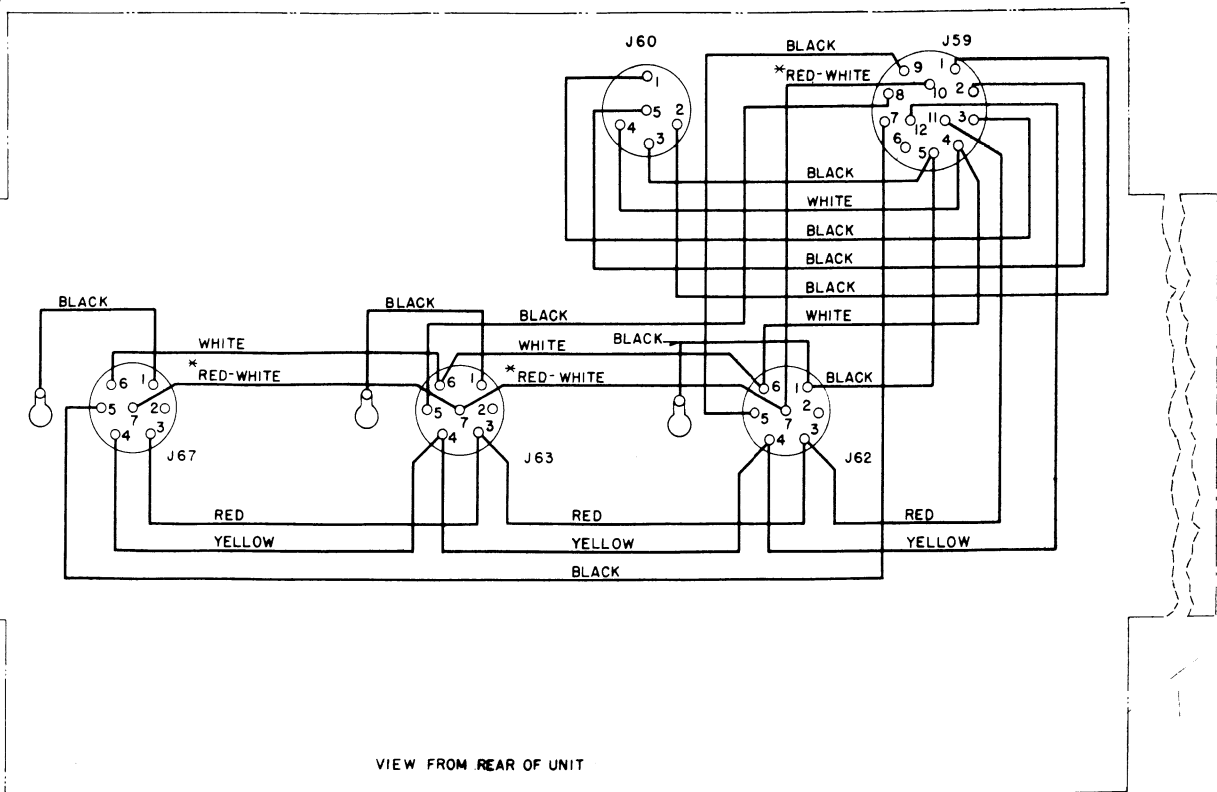 J60
J59
BLACK
*RED-WHITE
1
5
2
4
3
9
1
8
10
2
7
12
11
3
6
5
4
BLACK
WHITE
BLACK
BLACK
BLACK
WHITE
BLACK
BLACK
BLACK
BLACK
WHITE
WHITE
*RED-WHITE
*RED-WHITE
BLACK
6
1
5
7
2
4
3
J67
6
1
5
7
2
4
3
J63
6
1
5
7
2
4
3
J62
RED
RED
RED
YELLOW
YELLOW
YELLOW
BLACK
VIEW FROM REAR OF UNIT